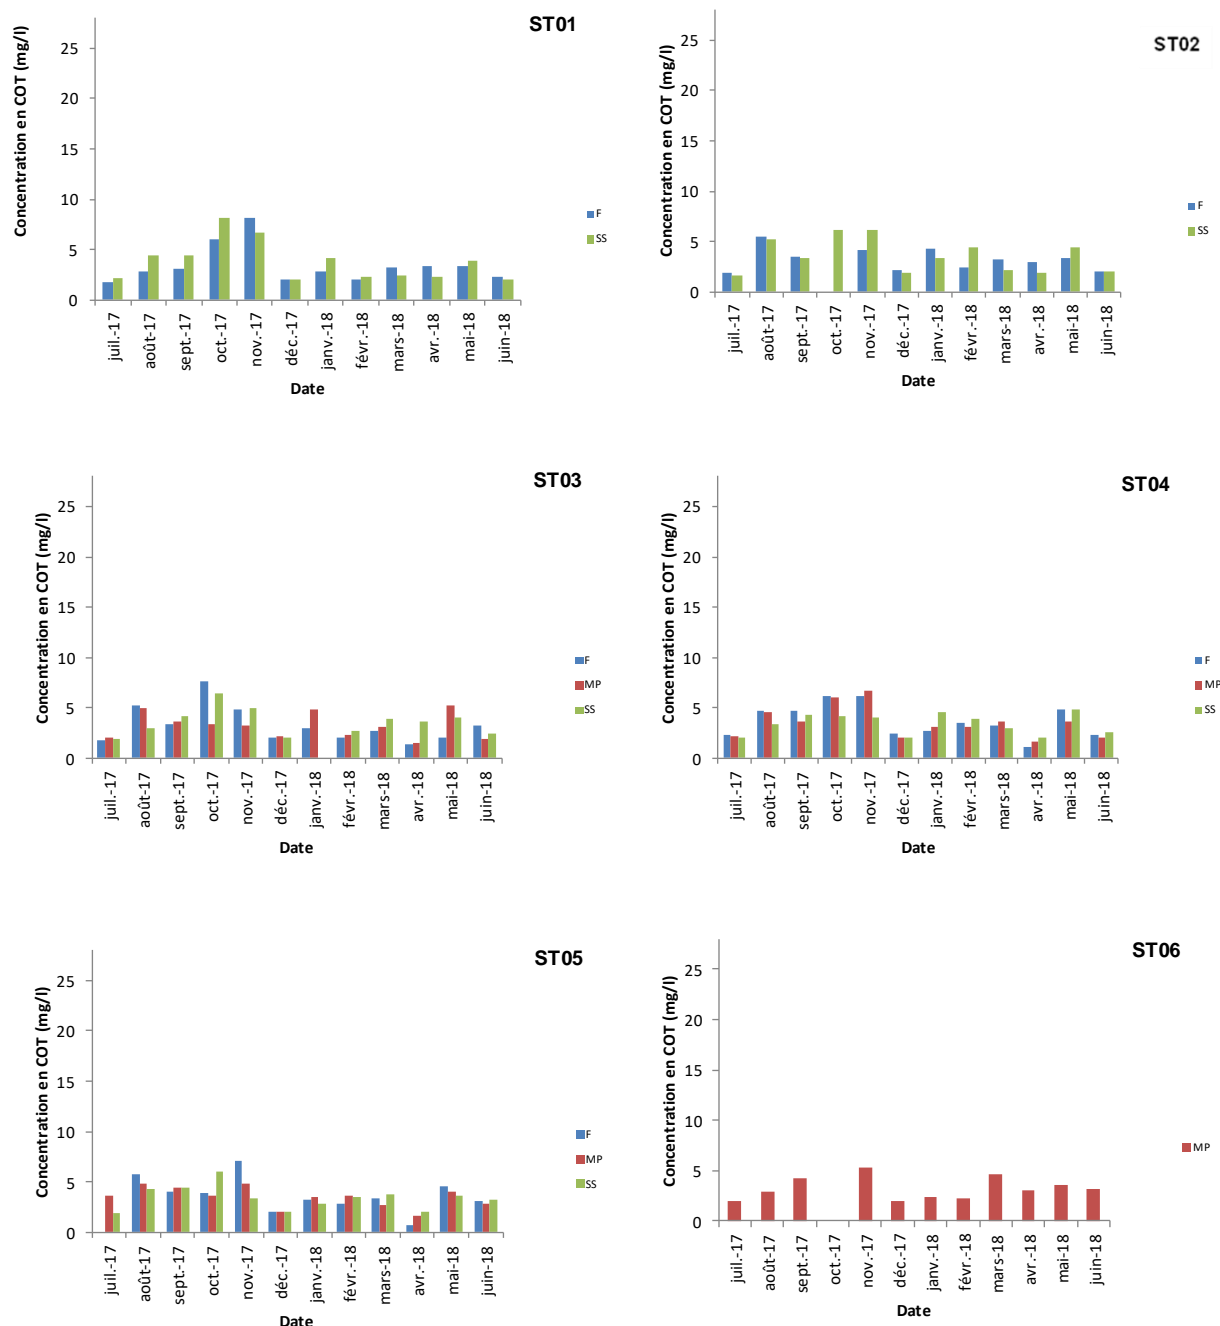 ST01
Concentration en COT (mg/l)
25
20
15
10
5
0
juil.-17
août-17
sept.-17
oct.-17
nov.-17
déc.-17
janv.-18
févr.-18
mars-18
avr.-18
mai-18
juin-18
Date
F
SS
ST02
Concentration en COT (mg/l)
25
20
15
10
5
0
juil.-17
août-17
sept.-17
oct.-17
nov.-17
déc.-17
janv.-18
févr.-18
mars-18
avr.-18
mai-18
juin-18
Date
F
SS
ST03
Concentration en COT (mg/l)
25
20
15
10
5
0
juil.-17
août-17
sept.-17
oct.-17
nov.-17
déc.-17
janv.-18
févr.-18
mars-18
avr.-18
mai-18
juin-18
Date
F
MP
SS
ST04
Concentration en COT (mg/l)
25
20
15
10
5
0
juil.-17
août-17
sept.-17
oct.-17
nov.-17
déc.-17
janv.-18
févr.-18
mars-18
avr.-18
mai-18
juin-18
Date
F
MP
SS
ST05
Concentration en COT (mg/l)
25
20
15
10
5
0
juil.-17
août-17
sept.-17
oct.-17
nov.-17
déc.-17
janv.-18
févr.-18
mars-18
avr.-18
mai-18
juin-18
Date
F
MP
SS
ST06
Concentration en COT (mg/l)
25
20
15
10
5
0
juil.-17
août-17
sept.-17
oct.-17
nov.-17
déc.-17
janv.-18
févr.-18
mars-18
avr.-18
mai-18
juin-18
Date
MP